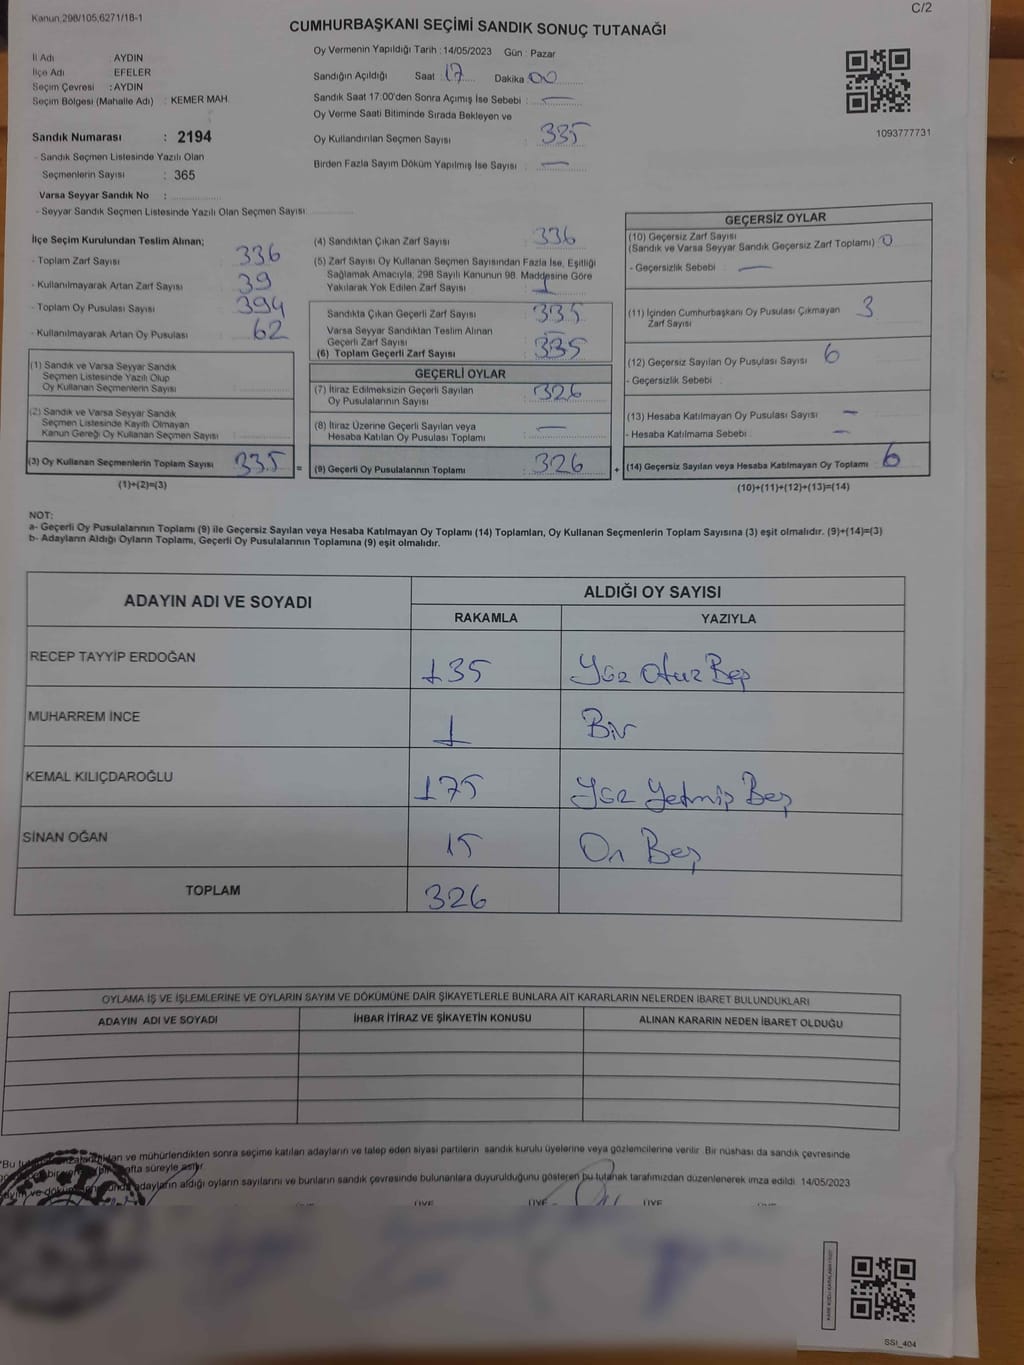 Kanun 298/105;6271/18-1
C/2
CUMHURBAŞKANI SEÇİMİ SANDIK SONUÇ TUTANAĞI
İl Adı AYDIN
İlçe Adı EFELER
Seçim Çevresi : AYDIN
Seçim Bölgesi (Mahalle Adı) : KEMER MAH.
Sandık Numarası : 2194
- Sandık Seçmen Listesinde Yazılı Olan
Seçmenlerin Sayısı : 365
Varsa Seyyar Sandık No :
- Seyyar Sandık Seçmen Listesinde Yazılı Olan Seçmen Sayısı
Oy Vermenin Yapıldığı Tarih : 14/05/2023 Gün : Pazar
Sandığın Açıldığı Saat : 17 Dakika : 00
Sandık Saat 17:00'den Sonra Açımış İse Sebebi : —
Oy Verme Saati Bitiminde Sırada Bekleyen ve
Oy Kullandırılan Seçmen Sayısı : 335
Birden Fazla Sayım Döküm Yapılmış İse Sayısı : —
1093777731
İlçe Seçim Kurulundan Teslim Alınan;
- Toplam Zarf Sayısı : 336
- Kullanılmayarak Artan Zarf Sayısı : 39
- Toplam Oy Pusulası Sayısı : 394
- Kullanılmayarak Artan Oy Pusulası : 62
(1) Sandık ve Varsa Seyyar Sandık
Seçmen Listesinde Yazılı Olup
Oy Kullanan Seçmenlerin Sayısı
(2) Sandık ve Varsa Seyyar Sandık
Seçmen Listesinde Kayıtlı Olmayan
Kanun Gereği Oy Kullanan Seçmen Sayısı
(3) Oy Kullanan Seçmenlerin Toplam Sayısı 335 =
(1)+(2)=(3)
(4) Sandıktan Çıkan Zarf Sayısı : 336
(5) Zarf Sayısı Oy Kullanan Seçmen Sayısından Fazla İse, Eşitliği
Sağlamak Amacıyla, 298 Sayılı Kanunun 98. Maddesine Göre
Yakılarak Yok Edilen Zarf Sayısı : 1
Sandıkta Çıkan Geçerli Zarf Sayısı : 335
Varsa Seyyar Sandıktan Teslim Alınan
Geçerli Zarf Sayısı : —
(6) Toplam Geçerli Zarf Sayısı : 335
GEÇERLİ OYLAR
(7) İtiraz Edilmeksizin Geçerli Sayılan
Oy Pusulalarının Sayısı : 326
(8) İtiraz Üzerine Geçerli Sayılan veya
Hesaba Katılan Oy Pusulası Toplamı : —
(9) Geçerli Oy Pusulalarının Toplamı : 326 +
GEÇERSİZ OYLAR
(10) Geçersiz Zarf Sayısı
(Sandık ve Varsa Seyyar Sandık Geçersiz Zarf Toplamı) 0
- Geçersizlik Sebebi : —
(11) İçinden Cumhurbaşkanı Oy Pusulası Çıkmayan
Zarf Sayısı : 3
(12) Geçersiz Sayılan Oy Pusulası Sayısı : 6
- Geçersizlik Sebebi :
(13) Hesaba Katılmayan Oy Pusulası Sayısı : —
- Hesaba Katılmama Sebebi : —
(14) Geçersiz Sayılan veya Hesaba Katılmayan Oy Toplamı 6
(10)+(11)+(12)+(13)=(14)
NOT:
a- Geçerli Oy Pusulalarının Toplamı (9) ile Geçersiz Sayılan veya Hesaba Katılmayan Oy Toplamı (14) Toplamları, Oy Kullanan Seçmenlerin Toplam Sayısına (3) eşit olmalıdır. (9)+(14)=(3)
b- Adayların Aldığı Oyların Toplamı, Geçerli Oy Pusulalarının Toplamına (9) eşit olmalıdır.
ADAYIN ADI VE SOYADI ALDIĞI OY SAYISI
RAKAMLA YAZIYLA
RECEP TAYYİP ERDOĞAN 135 Yüz Otuz Beş
MUHARREM İNCE 1 Bir
KEMAL KILIÇDAROĞLU 175 Yüz Yetmiş Beş
SİNAN OĞAN 15 On Beş
TOPLAM 326
OYLAMA İŞ VE İŞLEMLERİNE VE OYLARIN SAYIM VE DÖKÜMÜNE DAİR ŞİKAYETLERLE BUNLARA AİT KARARLARIN NELERDEN İBARET BULUNDUKLARI
ADAYIN ADI VE SOYADI İHBAR İTİRAZ VE ŞİKAYETİN KONUSU ALINAN KARARIN NEDEN İBARET OLDUĞU
ve mühürlendikten sonra seçime katılan adayların ve talep eden siyasi partilerin sandık kurulu üyelerine veya gözlemcilerine verilir. Bir nüshası da sandık çevresinde
hafta süreyle asılır.
adayların aldığı oyların sayılarını ve bunların sandık çevresinde bulunanlara duyurulduğunu gösteren bu tutanak tarafımızdan düzenlenerek imza edildi. 14/05/2023
ÜYE ÜYE ÜYE
SSİ_404